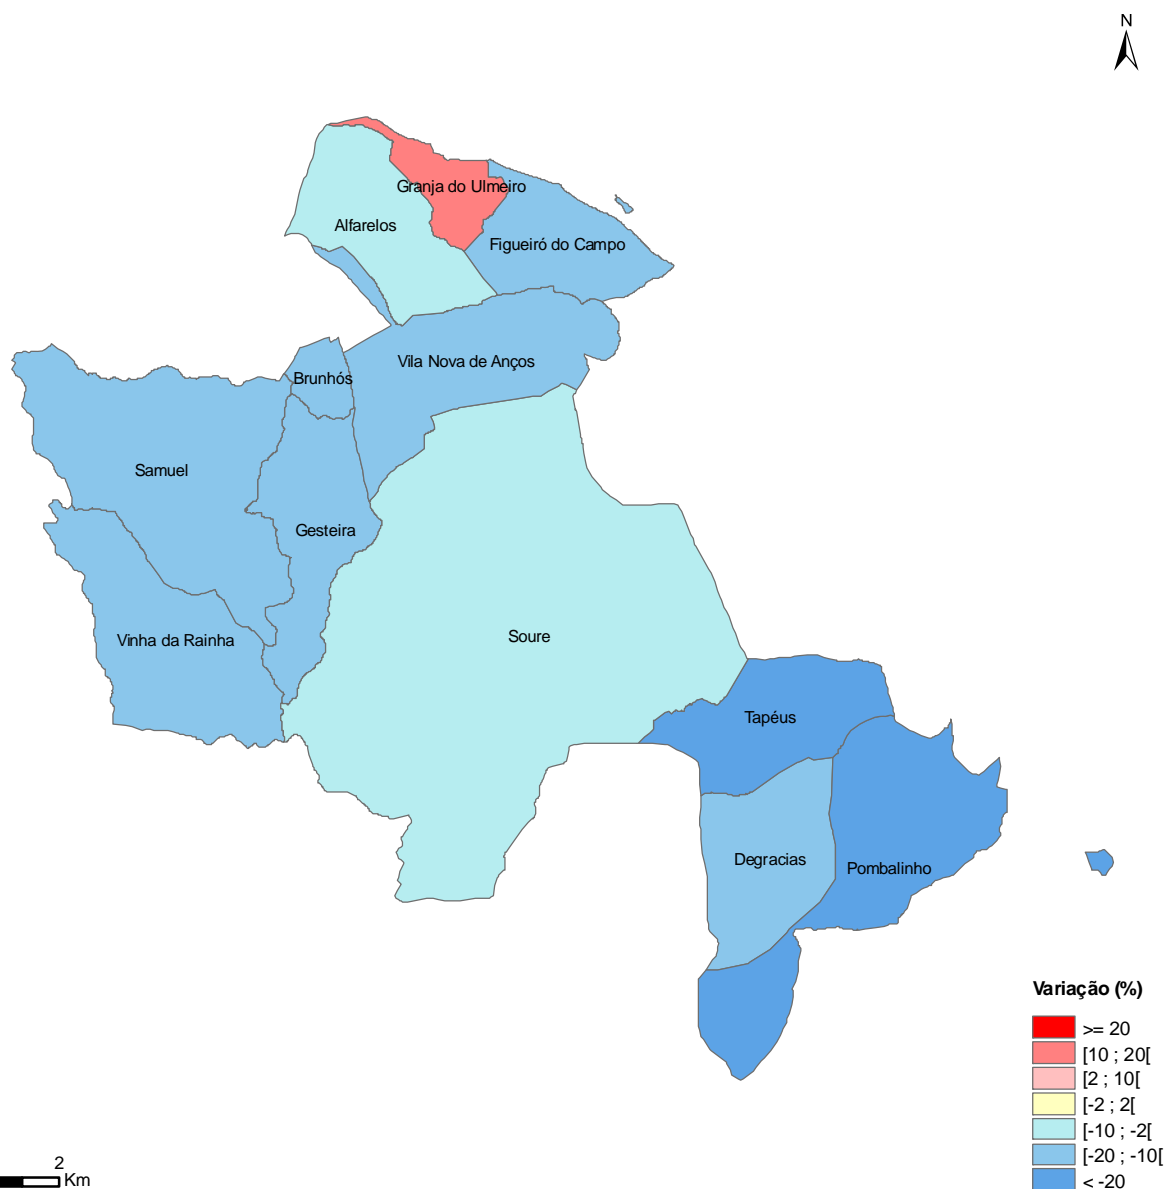 N
Granja do Ulmeiro
Alfarelos
Figueiró do Campo
Vila Nova de Anços
Brunhós
Samuel
Gesteira
Vinha da Rainha
Soure
Tapéus
Degracias
Pombalinho
Variação (%)
>= 20
[10 ; 20[
[2 ; 10[
[-2 ; 2[
[-10 ; -2[
[-20 ; -10[
< -20
2
Km